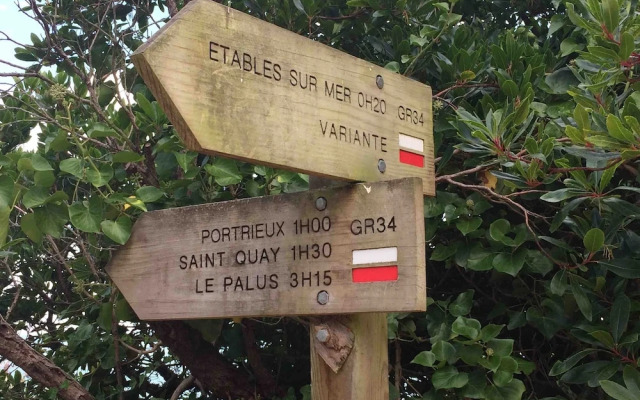 ETABLES SUR MER 0H20 GR34
VARIANTE
PORTRIEUX 1H00 GR34
SAINT QUAY 1H30
LE PALUS 3H15